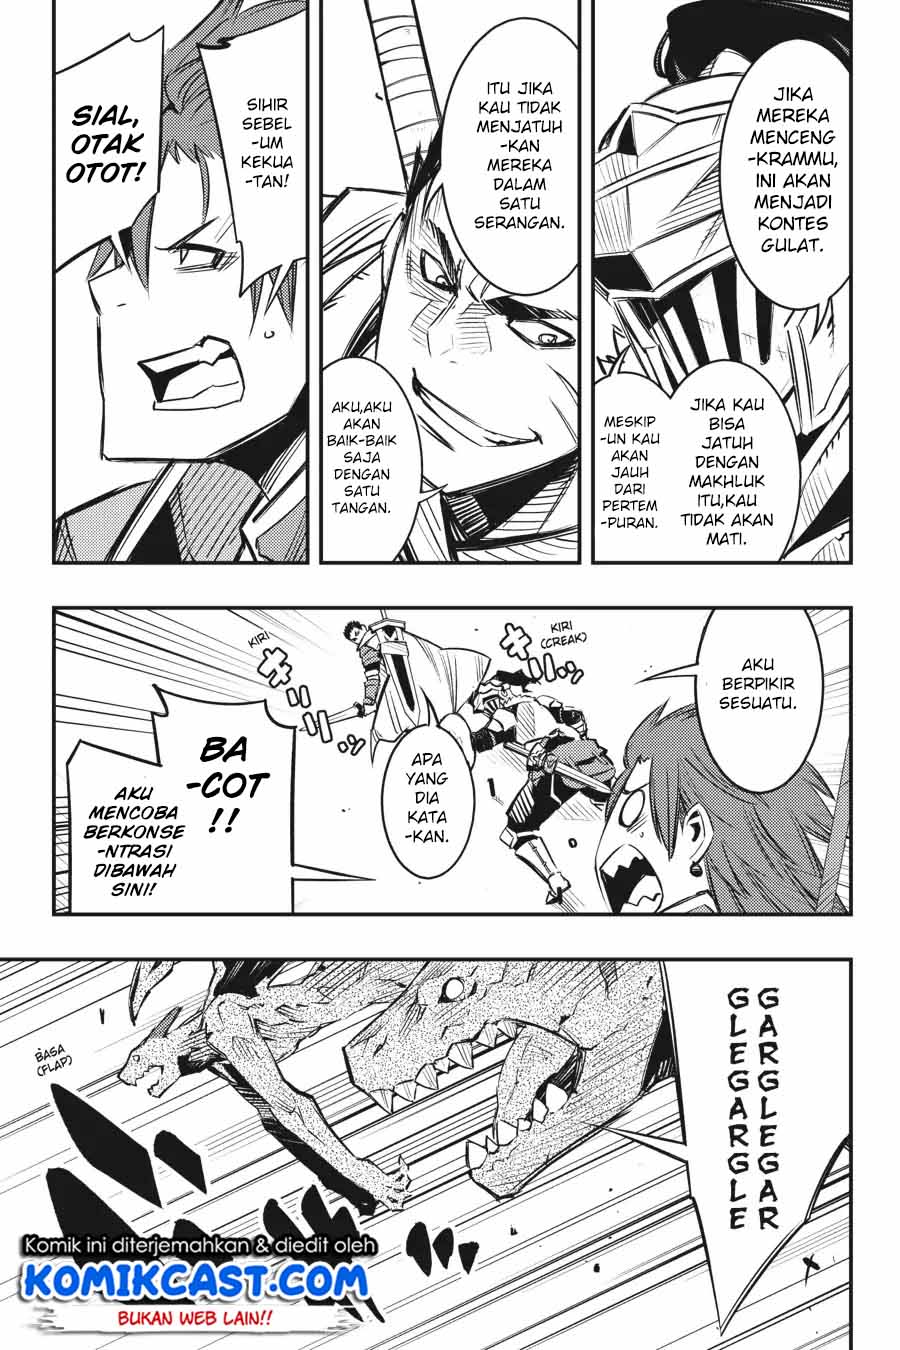 JIKA
MEREKA
MENCENG
-KRAMMU,
INI AKAN
MENJADI
KONTES
GULAT.
JIKA KAU
BISA
JATUH
DENGAN
MAKHLUK
ITU,KAU
TIDAK AKAN
MATI.
MESKIP
-UN KAU
AKAN
JAUH
DARI
PERTEM
-PURAN.
ITU JIKA
KAU TIDAK
MENJATUH
-KAN
MEREKA
DALAM
SATU
SERANGAN.
AKU,AKU
AKAN
BAIK-BAIK
SAJA
DENGAN
SATU
TANGAN.
SIHIR
SEBEL
-UM
KEKUA
-TAN!
SIAL,
OTAK
OTOT!
AKU
BERPIKIR
SESUATU.
KIRI
(CREAK)
KIRI
キィ
ギッ
APA
YANG
DIA
KATA
-KAN.
BA
-COT
!!
AKU
MENCOBA
BERKONSE
-NTRASI
DIBAWAH
SINI!
GARGLEGAR
GLEGARGLE
BASA
(FLAP)
Komik ini diterjemahkan & diedit oleh
KOMIKCAST.COM
BUKAN WEB LAIN!!